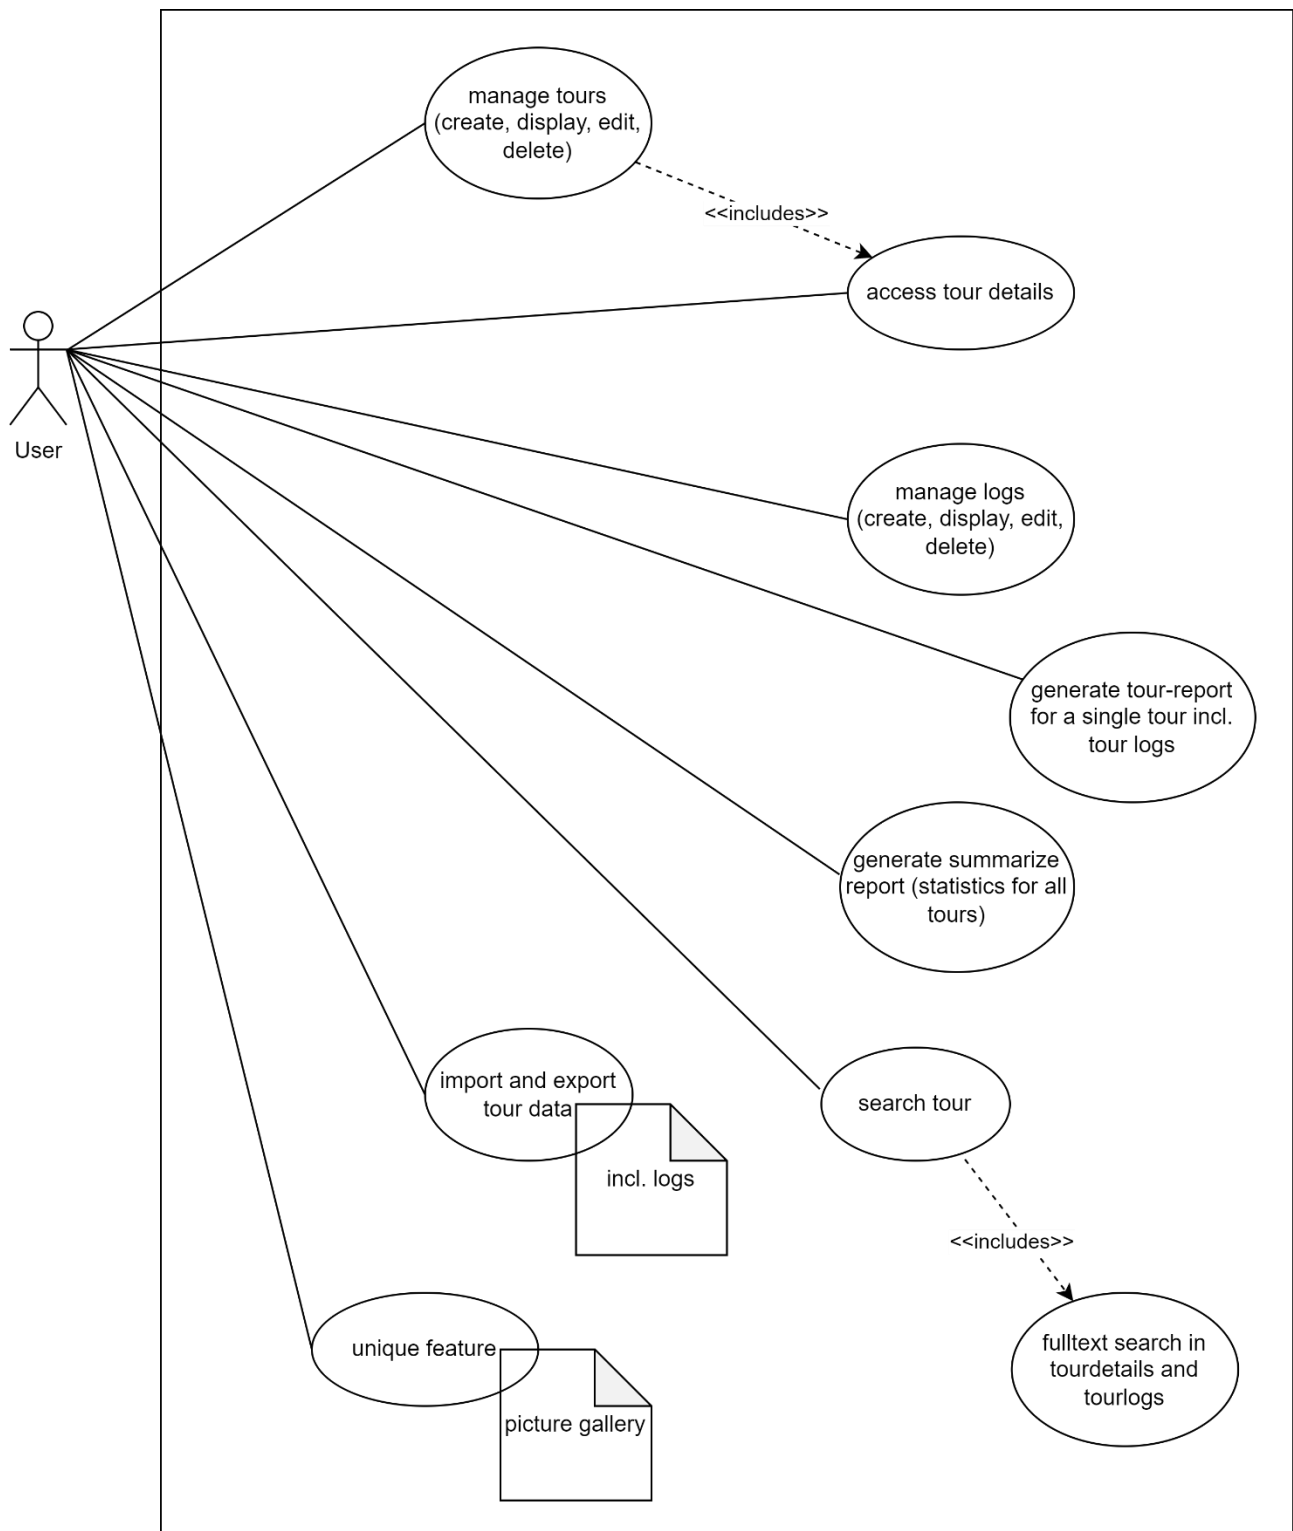 manage tours
(create, display, edit,
delete)
<<includes>>
access tour details
User
manage logs
(create, display, edit,
delete)
generate tour-report
for a single tour incl.
tour logs
generate summarize
report (statistics for all
tours)
import and export
tour data
incl. logs
search tour
<<includes>>
unique feature
picture gallery
fulltext search in
tourdetails and
tourlogs